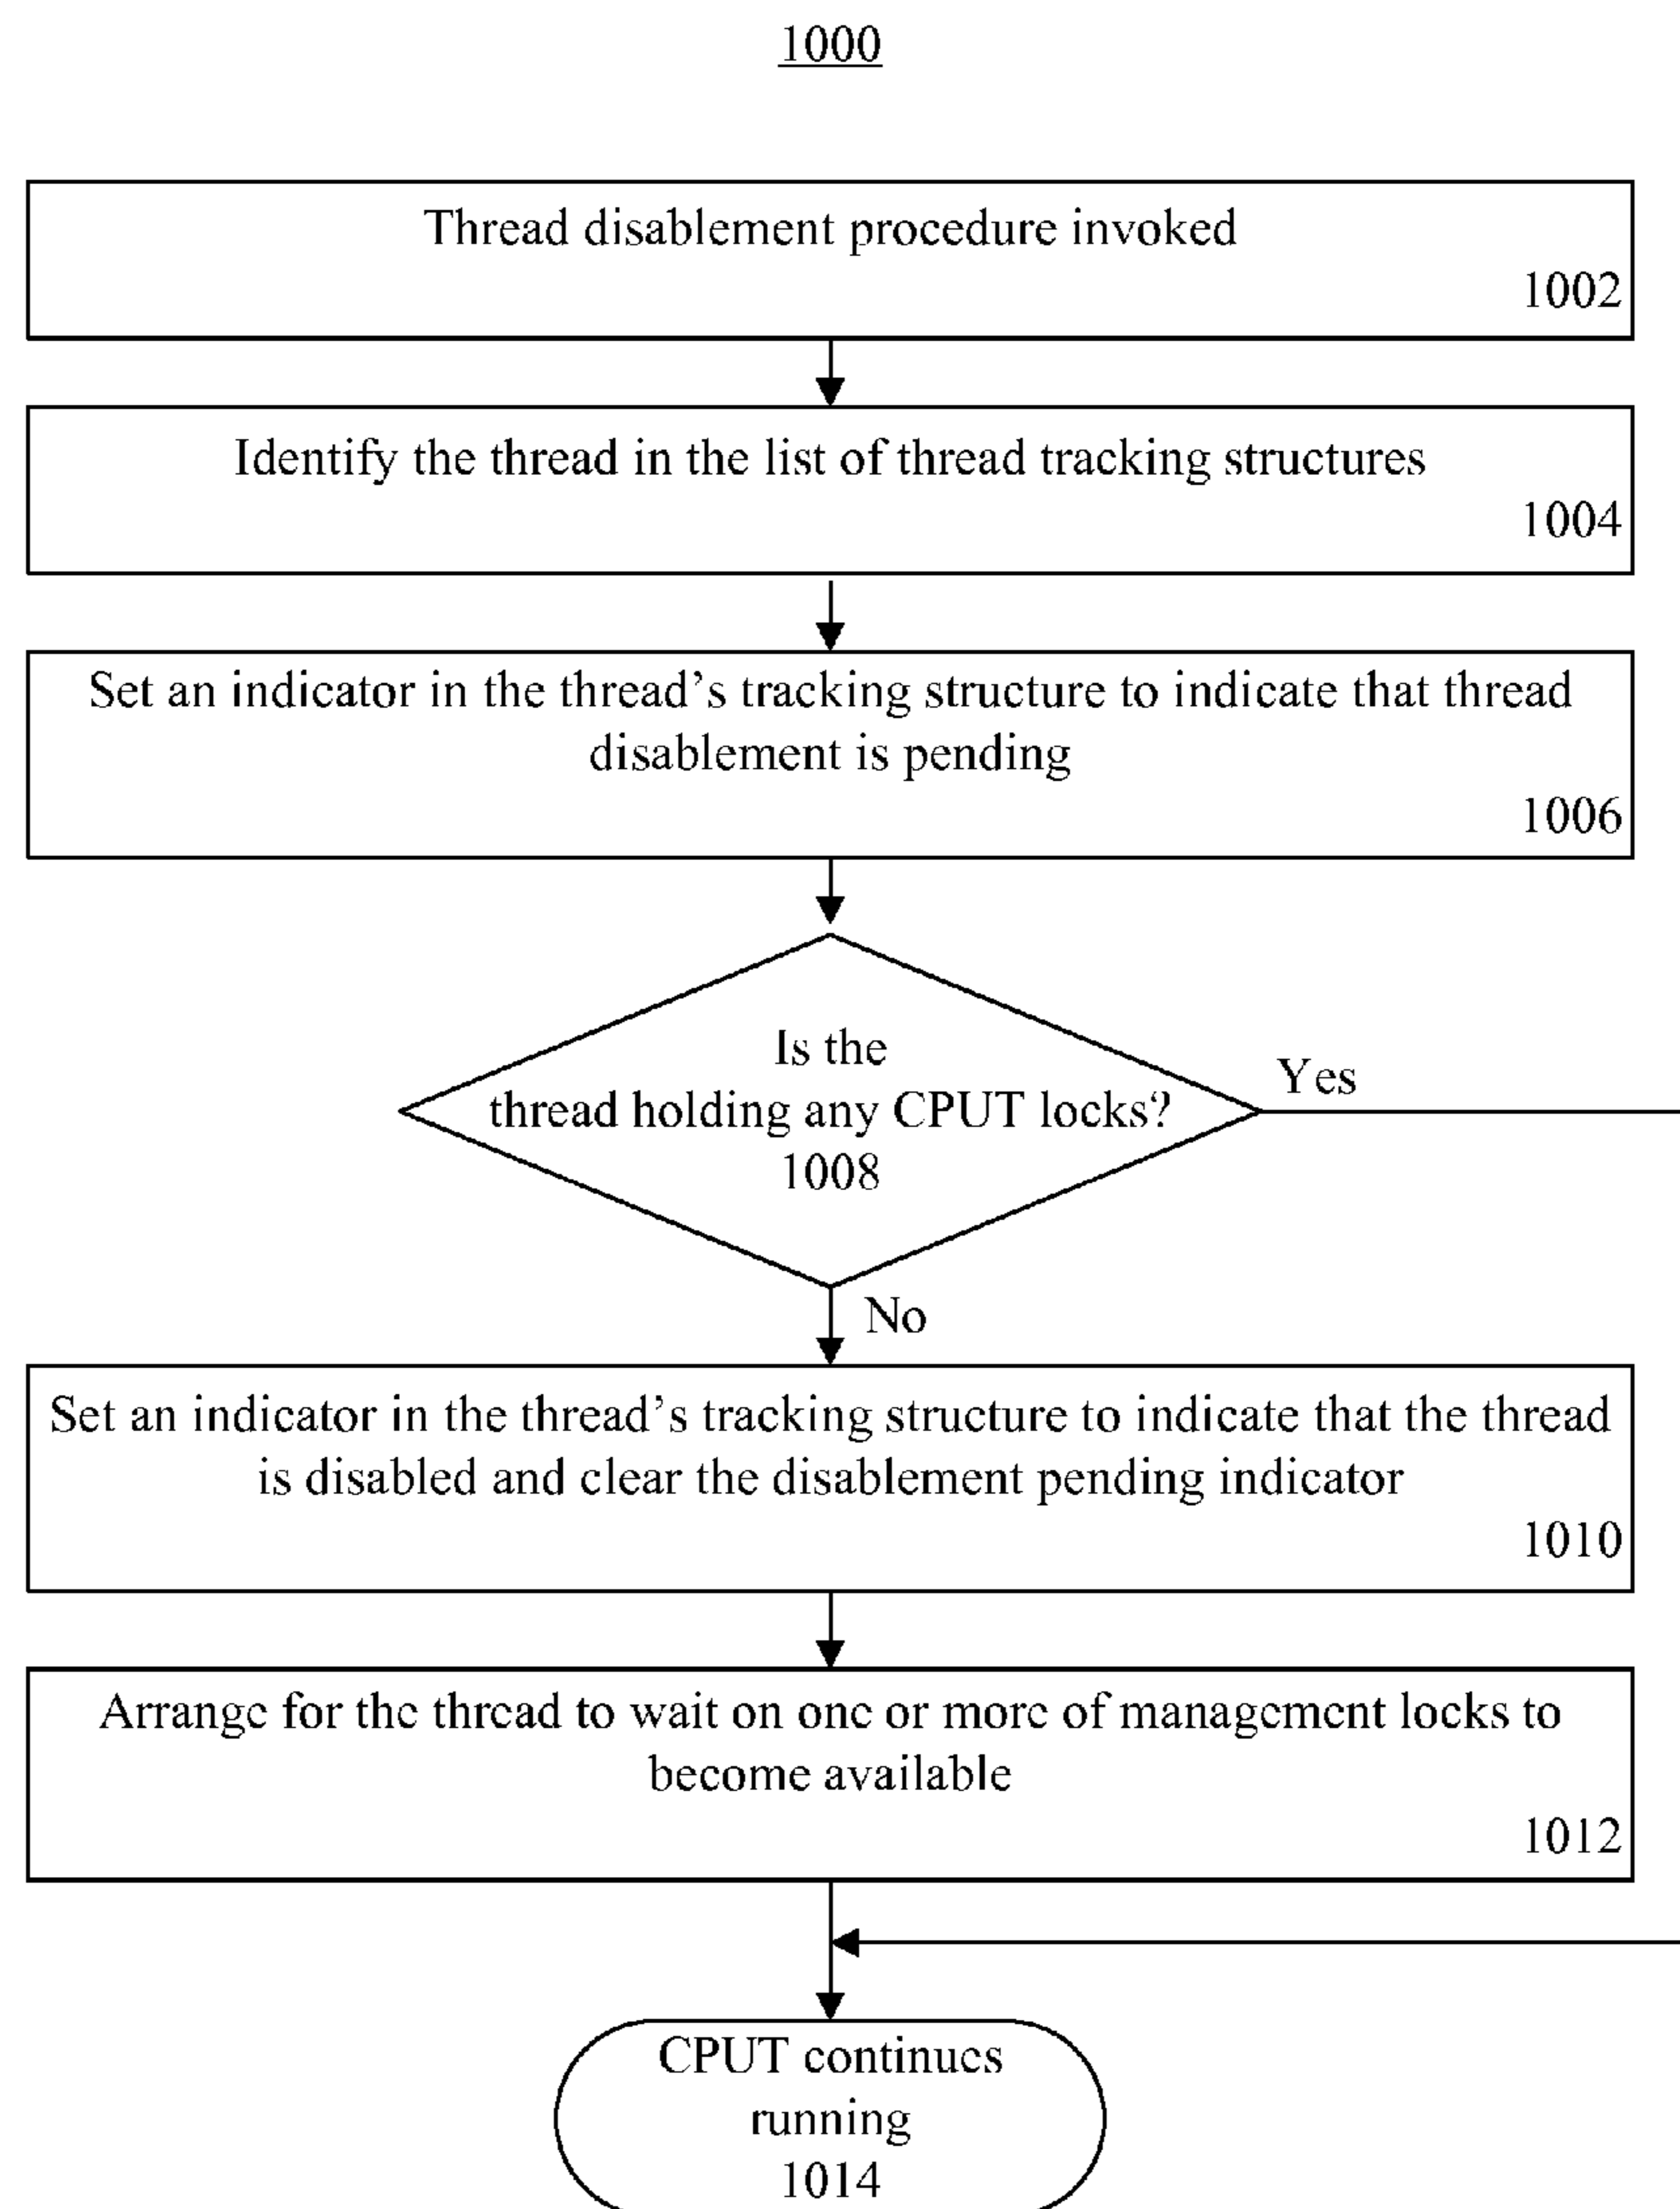 1000
Thread disablement procedure invoked
1002
Identify the thread in the list of thread tracking structures
1004
Set an indicator in the thread’s tracking structure to indicate that thread
disablement is pending
1006
Is the
thread holding any CPUT locks?
1008
Yes
No
Set an indicator in the thread’s tracking structure to indicate that the thread
is disabled and clear the disablement pending indicator
1010
Arrange for the thread to wait on one or more of management locks to
become available
1012
CPUT continues
running
1014